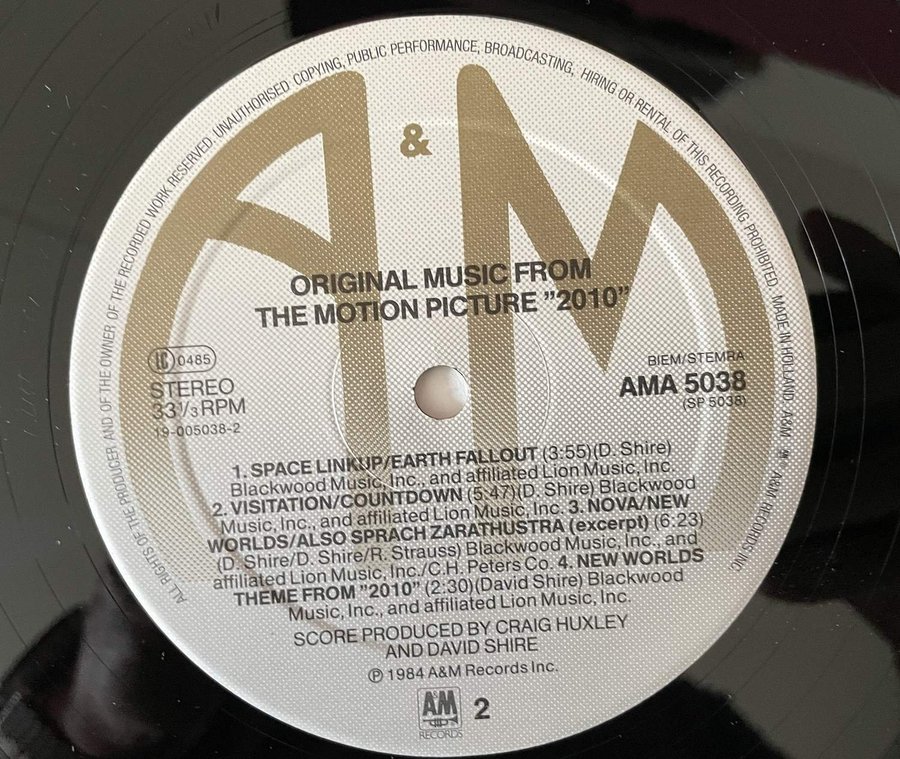 ALL RIGHTS OF THE PRODUCER AND OF THE OWNER OF THE RECORDED WORK RESERVED UNAUTHORISED COPYING, PUBLIC PERFORMANCE, BROADCASTING, HIRING OR RENTAL OF THIS RECORDING PROHIBITED. MADE IN HOLLAND. A&M ® /A&M RECORDS INC
A & M
ORIGINAL MUSIC FROM
THE MOTION PICTURE ”2010”
LC 0485
STEREO
33 1/3 RPM
19-005038-2
BIEM/STEMRA
AMA 5038
(SP 5038)
1. SPACE LINKUP/EARTH FALLOUT (3:55)(D. Shire)
Blackwood Music, Inc., and affiliated Lion Music, Inc.
2. VISITATION/COUNTDOWN (5:47)(D. Shire) Blackwood
Music, Inc., and affiliated Lion Music, Inc. 3. NOVA/NEW
WORLDS/ALSO SPRACH ZARATHUSTRA (excerpt) (6:23)
(D. Shire/D. Shire/R. Strauss) Blackwood Music, Inc., and
affiliated Lion Music, Inc./C.H. Peters Co. 4. NEW WORLDS
THEME FROM ”2010” (2:30)(David Shire) Blackwood
Music, Inc., and affiliated Lion Music, Inc.
SCORE PRODUCED BY CRAIG HUXLEY
AND DAVID SHIRE
℗ 1984 A&M Records Inc.
A&M
RECORDS
2